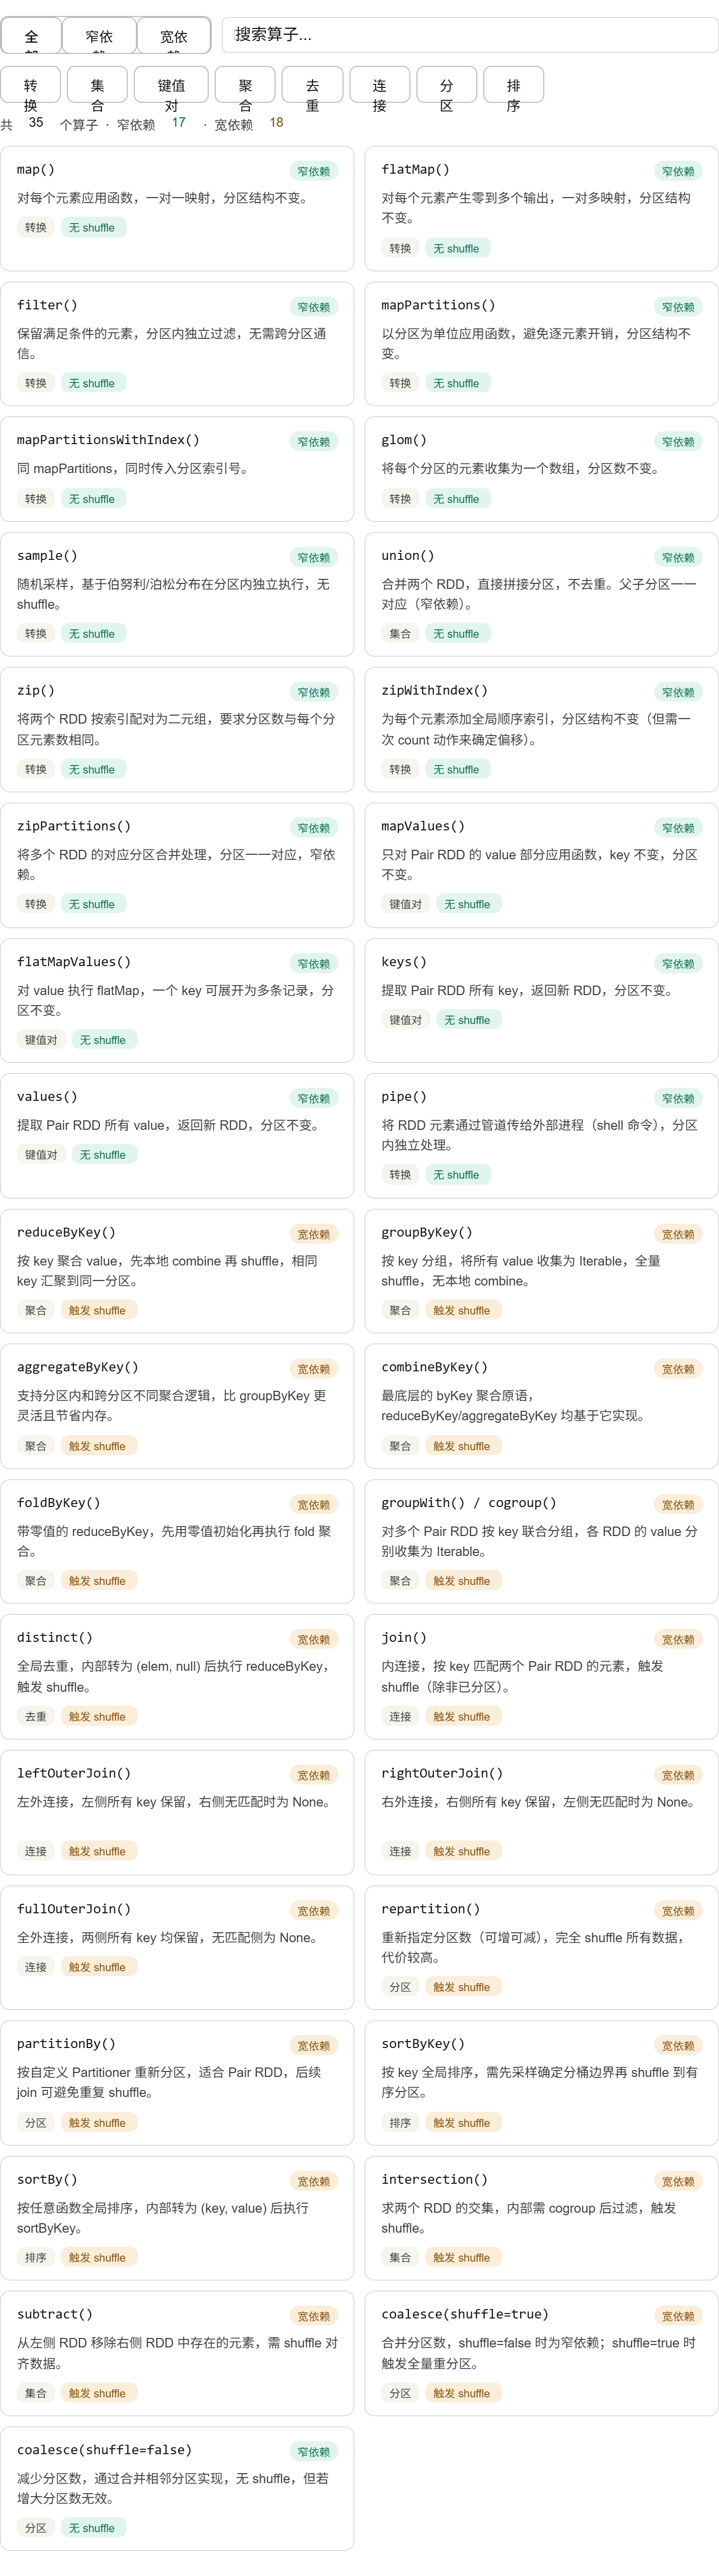 全部 窄依赖 宽依赖 搜索算子...
转换 集合 键值对 聚合 去重 连接 分区 排序
共 35 个算子 · 窄依赖 17 · 宽依赖 18
map() 窄依赖
对每个元素应用函数，一对一映射，分区结构不变。
转换 无 shuffle
flatMap() 窄依赖
对每个元素产生零到多个输出，一对多映射，分区结构
不变。
转换 无 shuffle
filter() 窄依赖
保留满足条件的元素，分区内独立过滤，无需跨分区通
信。
转换 无 shuffle
mapPartitions() 窄依赖
以分区为单位应用函数，避免逐元素开销，分区结构不
变。
转换 无 shuffle
mapPartitionsWithIndex() 窄依赖
同 mapPartitions，同时传入分区索引号。
转换 无 shuffle
glom() 窄依赖
将每个分区的元素收集为一个数组，分区数不变。
转换 无 shuffle
sample() 窄依赖
随机采样，基于伯努利/泊松分布在分区内独立执行，无
shuffle。
转换 无 shuffle
union() 窄依赖
合并两个 RDD，直接拼接分区，不去重。父子分区一一
对应（窄依赖）。
集合 无 shuffle
zip() 窄依赖
将两个 RDD 按索引配对为二元组，要求分区数与每个分
区元素数相同。
转换 无 shuffle
zipWithIndex() 窄依赖
为每个元素添加全局顺序索引，分区结构不变（但需一
次 count 动作来确定偏移）。
转换 无 shuffle
zipPartitions() 窄依赖
将多个 RDD 的对应分区合并处理，分区一一对应，窄依
赖。
转换 无 shuffle
mapValues() 窄依赖
只对 Pair RDD 的 value 部分应用函数，key 不变，分区
不变。
键值对 无 shuffle
flatMapValues() 窄依赖
对 value 执行 flatMap，一个 key 可展开为多条记录，分
区不变。
键值对 无 shuffle
keys() 窄依赖
提取 Pair RDD 所有 key，返回新 RDD，分区不变。
键值对 无 shuffle
values() 窄依赖
提取 Pair RDD 所有 value，返回新 RDD，分区不变。
键值对 无 shuffle
pipe() 窄依赖
将 RDD 元素通过管道传给外部进程（shell 命令），分区
内独立处理。
转换 无 shuffle
reduceByKey() 宽依赖
按 key 聚合 value，先本地 combine 再 shuffle，相同
key 汇聚到同一分区。
聚合 触发 shuffle
groupByKey() 宽依赖
按 key 分组，将所有 value 收集为 Iterable，全量
shuffle，无本地 combine。
聚合 触发 shuffle
aggregateByKey() 宽依赖
支持分区内和跨分区不同聚合逻辑，比 groupByKey 更
灵活且节省内存。
聚合 触发 shuffle
combineByKey() 宽依赖
最底层的 byKey 聚合原语，
reduceByKey/aggregateByKey 均基于它实现。
聚合 触发 shuffle
foldByKey() 宽依赖
带零值的 reduceByKey，先用零值初始化再执行 fold 聚
合。
聚合 触发 shuffle
groupWith() / cogroup() 宽依赖
对多个 Pair RDD 按 key 联合分组，各 RDD 的 value 分
别收集为 Iterable。
聚合 触发 shuffle
distinct() 宽依赖
全局去重，内部转为 (elem, null) 后执行 reduceByKey，
触发 shuffle。
去重 触发 shuffle
join() 宽依赖
内连接，按 key 匹配两个 Pair RDD 的元素，触发
shuffle（除非已分区）。
连接 触发 shuffle
leftOuterJoin() 宽依赖
左外连接，左侧所有 key 保留，右侧无匹配时为 None。
连接 触发 shuffle
rightOuterJoin() 宽依赖
右外连接，右侧所有 key 保留，左侧无匹配时为 None。
连接 触发 shuffle
fullOuterJoin() 宽依赖
全外连接，两侧所有 key 均保留，无匹配侧为 None。
连接 触发 shuffle
repartition() 宽依赖
重新指定分区数（可增可减），完全 shuffle 所有数据，
代价较高。
分区 触发 shuffle
partitionBy() 宽依赖
按自定义 Partitioner 重新分区，适合 Pair RDD，后续
join 可避免重复 shuffle。
分区 触发 shuffle
sortByKey() 宽依赖
按 key 全局排序，需先采样确定分桶边界再 shuffle 到有
序分区。
排序 触发 shuffle
sortBy() 宽依赖
按任意函数全局排序，内部转为 (key, value) 后执行
sortByKey。
排序 触发 shuffle
intersection() 宽依赖
求两个 RDD 的交集，内部需 cogroup 后过滤，触发
shuffle。
集合 触发 shuffle
subtract() 宽依赖
从左侧 RDD 移除右侧 RDD 中存在的元素，需 shuffle 对
齐数据。
集合 触发 shuffle
coalesce(shuffle=true) 宽依赖
合并分区数，shuffle=false 时为窄依赖；shuffle=true 时
触发全量重分区。
分区 触发 shuffle
coalesce(shuffle=false) 窄依赖
减少分区数，通过合并相邻分区实现，无 shuffle，但若
增大分区数无效。
分区 无 shuffle